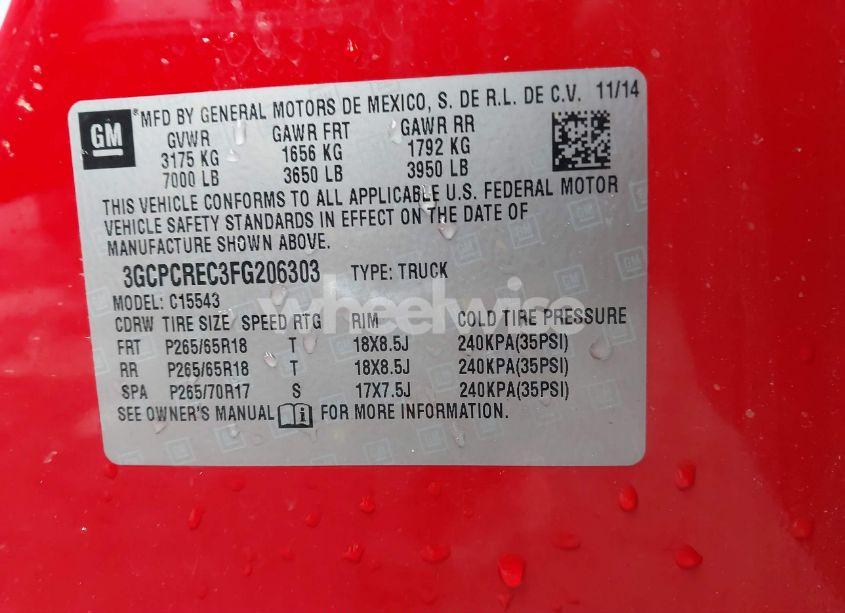 GM
*MFD BY GENERAL MOTORS DE MEXICO, S. DE R.L. DE C.V. 11/14
GVWR GAWR FRT GAWR RR
3175 KG 1656 KG 1792 KG
7000 LB 3650 LB 3950 LB
THIS VEHICLE CONFORMS TO ALL APPLICABLE U.S. FEDERAL MOTOR
VEHICLE SAFETY STANDARDS IN EFFECT ON THE DATE OF
MANUFACTURE SHOWN ABOVE.
3GCPCREC3FG206303 TYPE: TRUCK
wheelwise
MODEL: C15543
CDRW TIRE SIZE SPEED RTG RIM COLD TIRE PRESSURE
FRT P265/65R18 T 18X8.5J 240KPA(35PSI)
RR P265/65R18 T 18X8.5J 240KPA(35PSI)
SPA P265/70R17 S 17X7.5J 240KPA(35PSI)
SEE OWNER'S MANUAL FOR MORE INFORMATION.